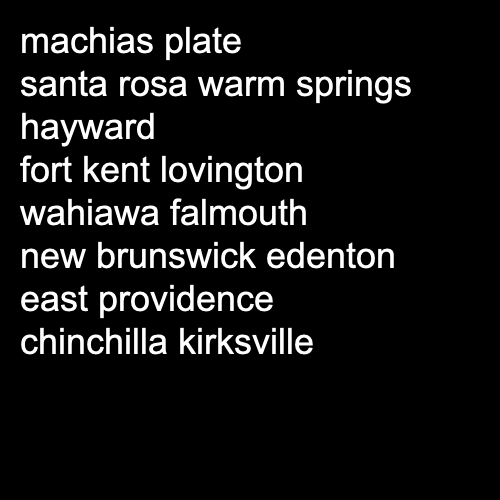 machias plate
santa rosa warm springs
hayward
fort kent lovington
wahiawa falmouth
new brunswick edenton
east providence
chinchilla kirksville